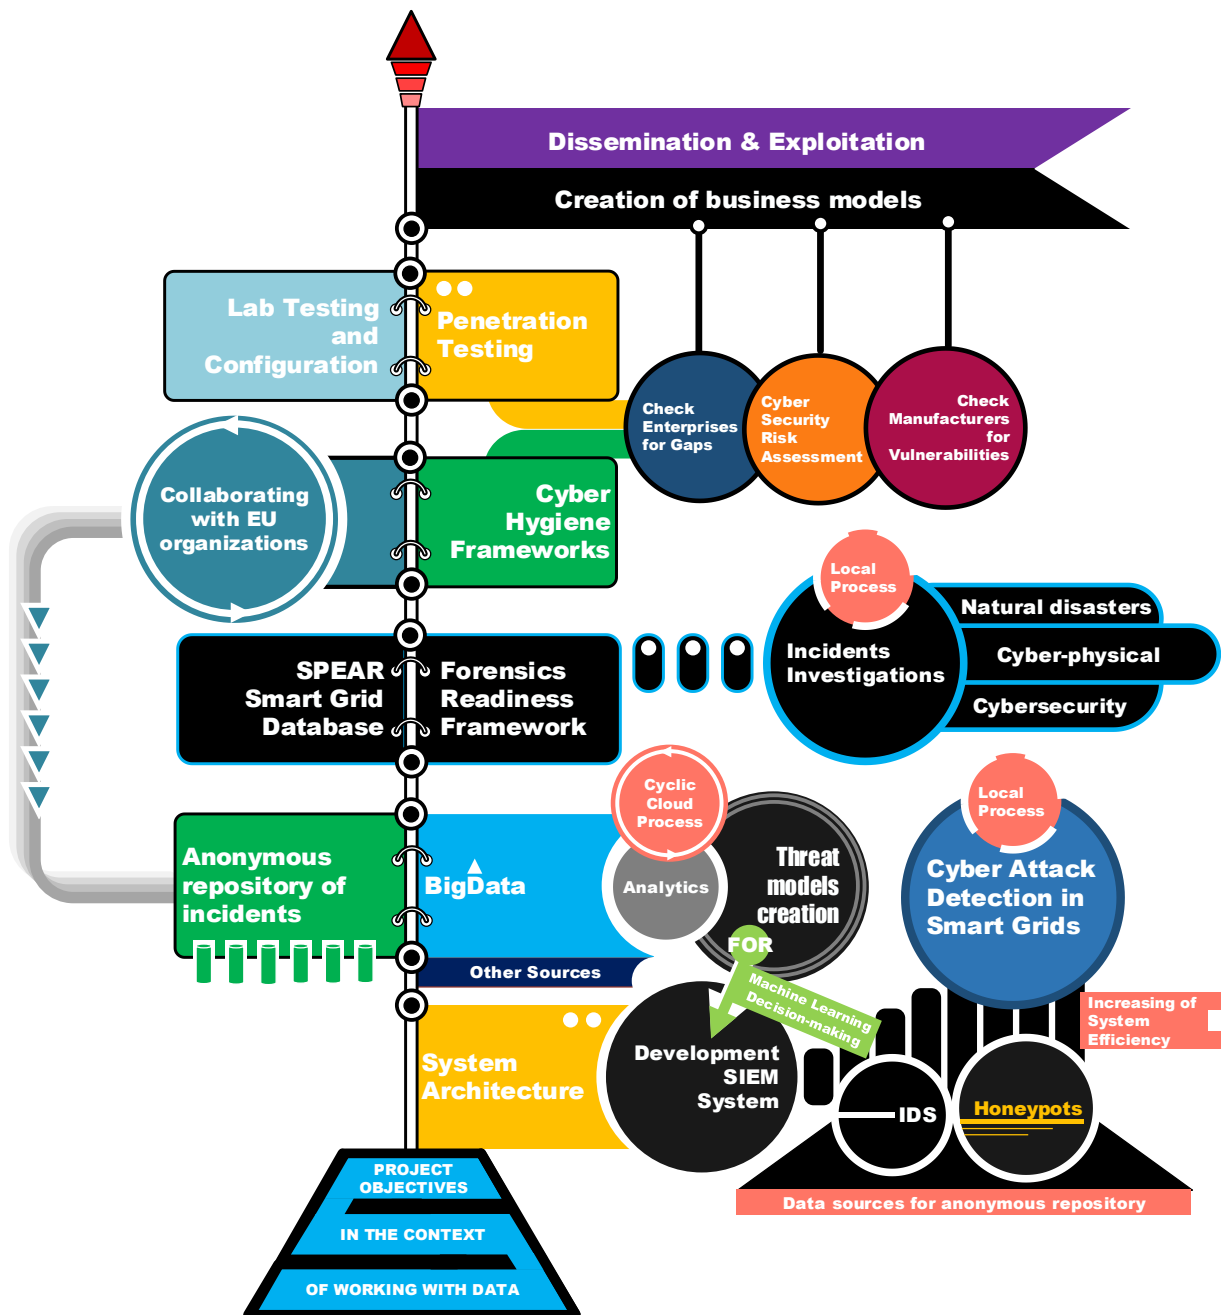 Dissemination & Exploitation
Creation of business models
Lab Testing
and
Configuration
Penetration
Testing
Check
Enterprises
for Gaps
Cyber
Security
Risk
Assessment
Check
Manufacturers
for
Vulnerabilities
Collaborating
with EU
organizations
Cyber
Hygiene
Frameworks
Local
Process
Incidents
Investigations
Natural disasters
Cyber-physical
Cybersecurity
SPEAR
Smart Grid
Database
Forensics
Readiness
Framework
Cyclic
Cloud
Process
Analytics
Threat
models
creation
Local
Process
Cyber Attack
Detection in
Smart Grids
Anonymous
repository of
incidents
BigData
Other Sources
FOR
Machine Learning
Decision-making
Increasing of
System
Efficiency
System
Architecture
Development
SIEM
System
IDS
Honeypots
Data sources for anonymous repository
PROJECT
OBJECTIVES
IN THE CONTEXT
OF WORKING WITH DATA